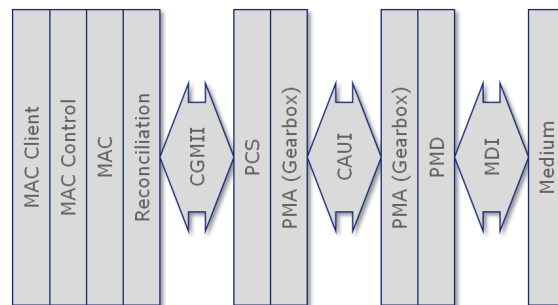 MAC Client
MAC Control
MAC
Reconciliation
CGMII
PCS
PMA (Gearbox)
CAUI
PMA (Gearbox)
PMD
MDI
Medium